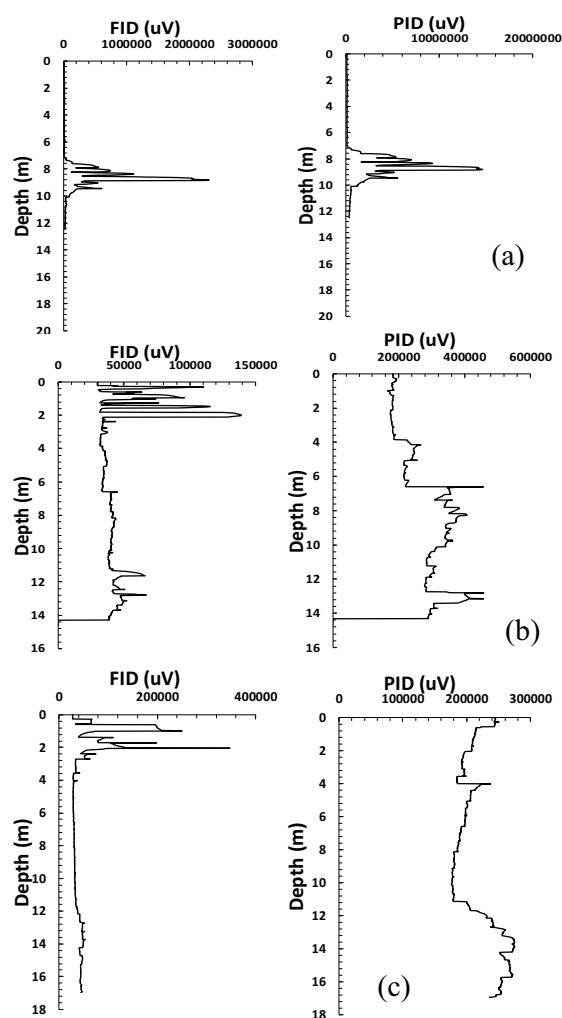 FID (uV)
0 1000000 2000000 3000000
0
2
4
6
8
10
12
14
16
18
20
Depth (m)
PID (uV)
0 10000000 20000000
0
2
4
6
8
10
12
14
16
18
20
Depth (m)
(a)
FID (uV)
0 50000 100000 150000
0
2
4
6
8
10
12
14
16
Depth (m)
PID (uV)
0 200000 400000 600000
0
2
4
6
8
10
12
14
16
Depth (m)
(b)
FID (uV)
0 200000 400000
0
2
4
6
8
10
12
14
16
18
Depth (m)
PID (uV)
0 100000 200000 300000
0
2
4
6
8
10
12
14
16
18
Depth (m)
(c)